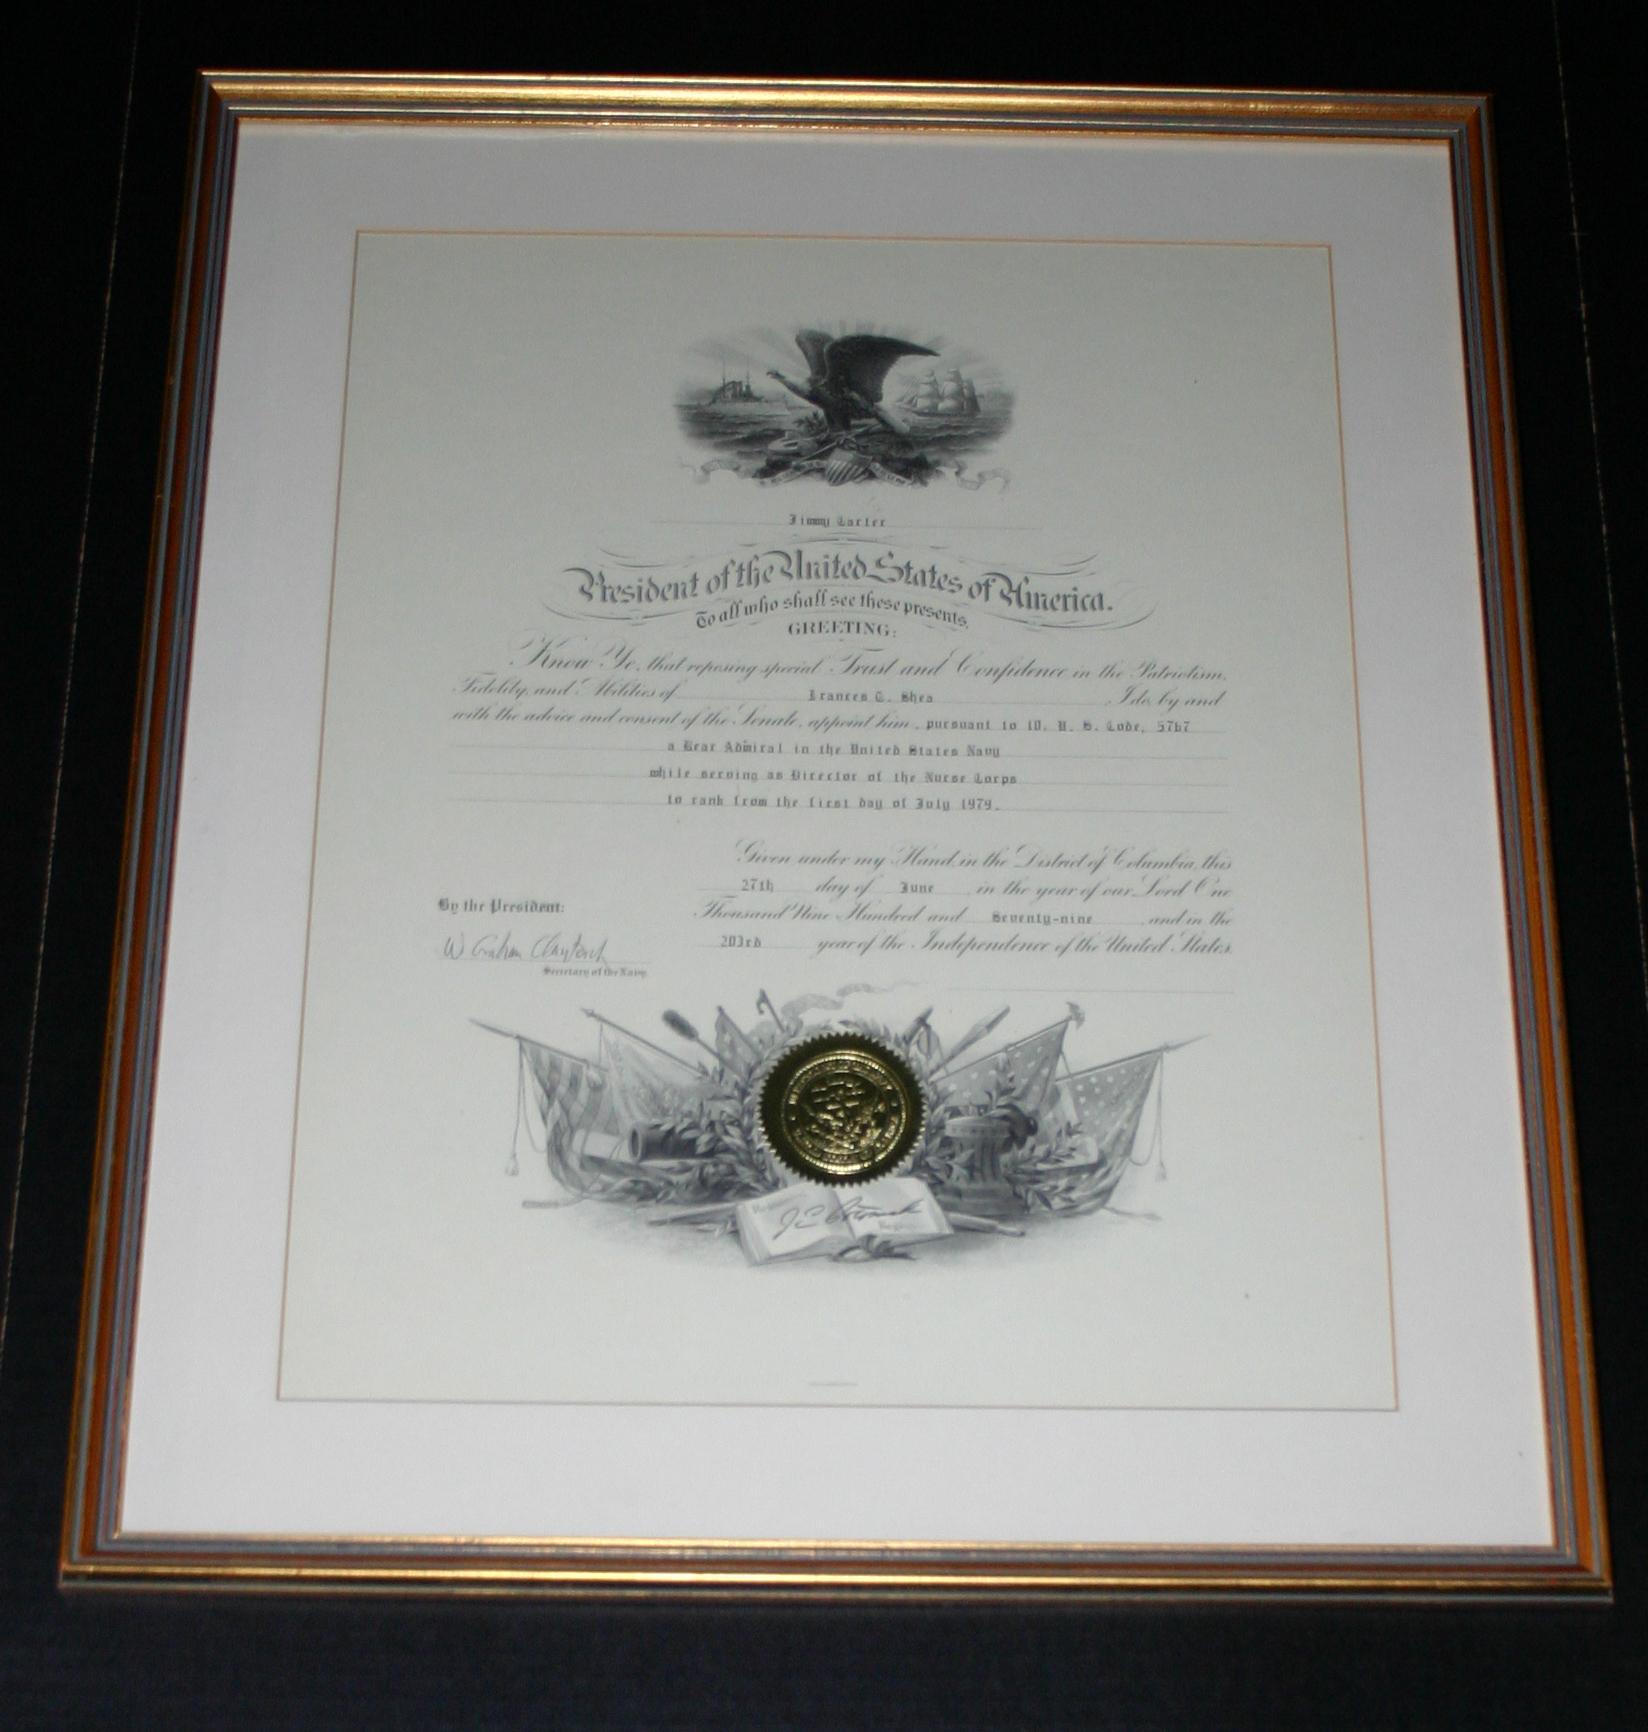 Jimmy Carter
President of the United States of America.
To all who shall see these presents,
GREETING:
Know Ye, that reposing special Trust and Confidence in the Patriotism,
Fidelity, and Abilities of Frances T. Shea I do, by and
with the advice and consent of the Senate, appoint him, pursuant to 10, U. S. Code, 5767
a Rear Admiral in the United States Navy
while serving as Director of the Nurse Corps
to rank from the first day of July 1979.
Given under my Hand, in the District of Columbia, this
27th day of June in the year of our Lord One
By the President:
Thousand Nine Hundred and Seventy-nine and in the
W Graham Claytor Jr
203rd year of the Independence of the United States.
Secretary of the Navy